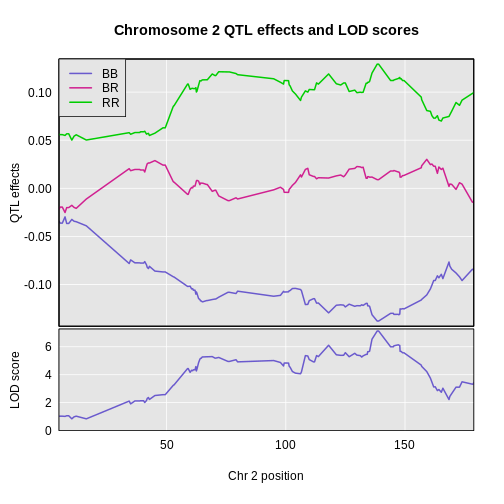 Chromosome 2 QTL effects and LOD scores
BB
BR
RR
QTL effects
0.10
0.05
0.00
-0.05
-0.10
LOD score
6
4
2
0
50 100 150
Chr 2 position